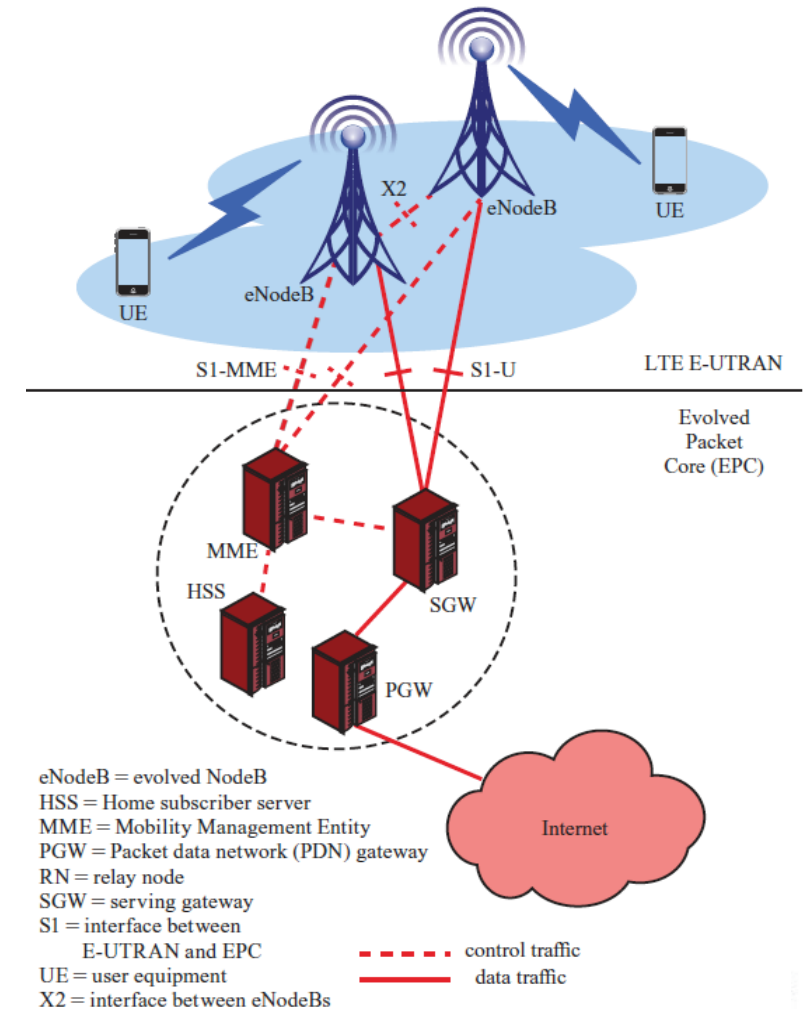 X2
eNodeB
UE
eNodeB
UE
S1-MME
S1-U
LTE E-UTRAN
Evolved
Packet
Core (EPC)
MME
HSS
SGW
PGW
Internet
eNodeB = evolved NodeB
HSS = Home subscriber server
MME = Mobility Management Entity
PGW = Packet data network (PDN) gateway
RN = relay node
SGW = serving gateway
S1 = interface between
E-UTRAN and EPC
UE = user equipment
X2 = interface between eNodeBs
control traffic
data traffic